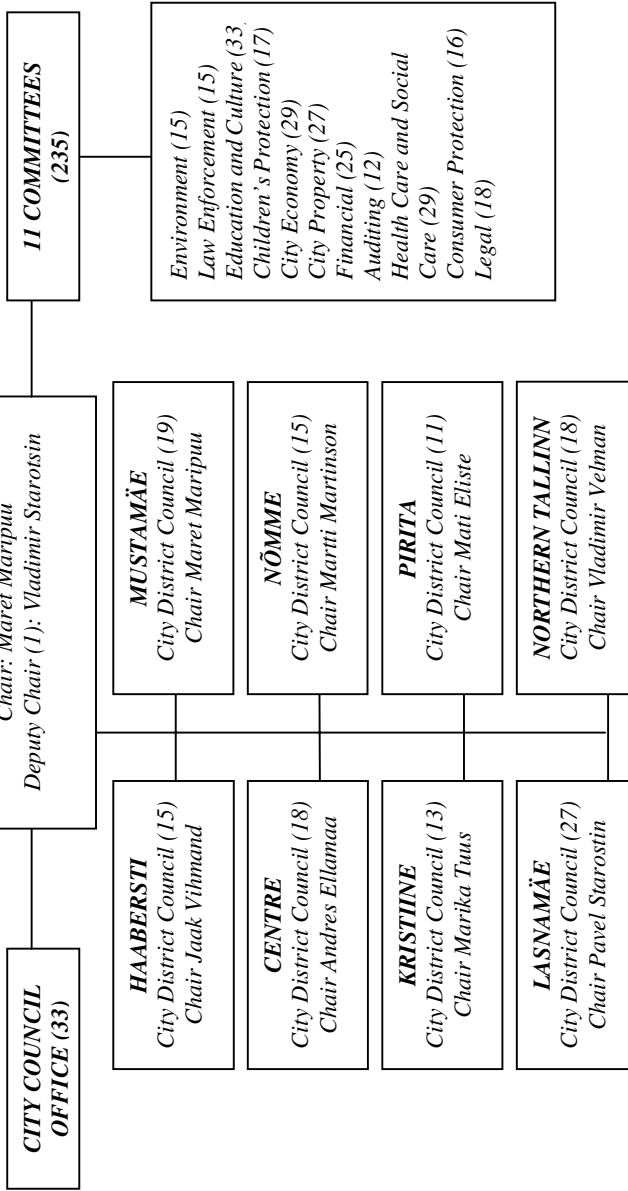 Chair: Maret Maripuu
Deputy Chair (1): Vladimir Starotsin
CITY COUNCIL
OFFICE (33)
11 COMMITTEES
(235)
HAABERSTI
City District Council (15)
Chair Jaak Vihmand
MUSTAMÄE
City District Council (19)
Chair Maret Maripuu
CENTRE
City District Council (18)
Chair Andres Ellamaa
NÕMME
City District Council (15)
Chair Martti Martinson
KRISTIINE
City District Council (13)
Chair Marika Tuus
PIRITA
City District Council (11)
Chair Mati Eliste
LASNAMÄE
City District Council (27)
Chair Pavel Starostin
NORTHERN TALLINN
City District Council (18)
Chair Vladimir Velman
Environment (15)
Law Enforcement (15)
Education and Culture (33
Children's Protection (17)
City Economy (29)
City Property (27)
Financial (25)
Auditing (12)
Health Care and Social
Care (29)
Consumer Protection (16)
Legal (18)